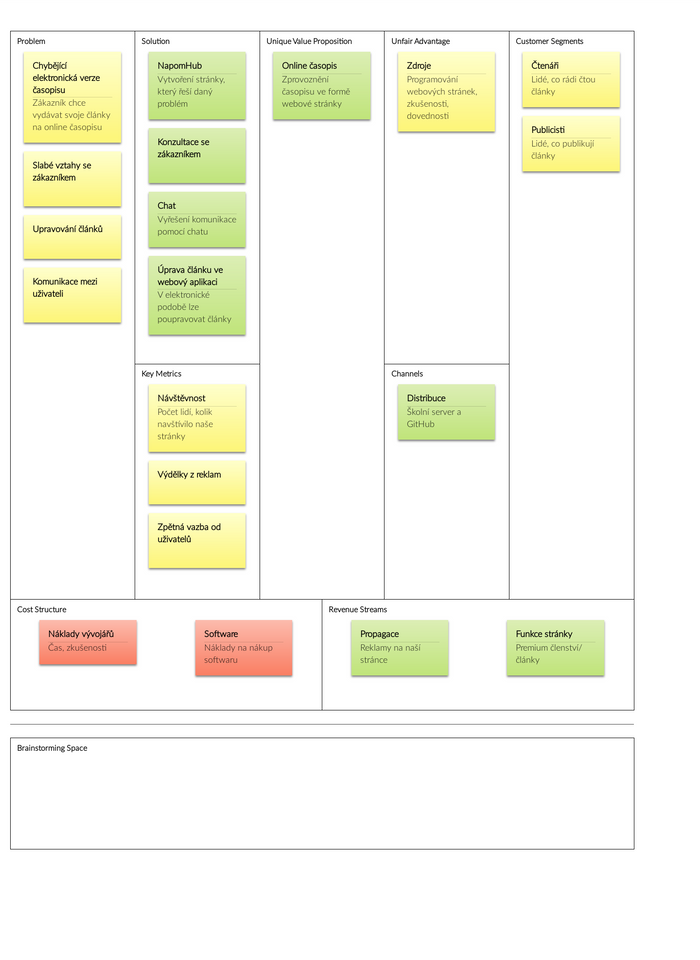 Problem
Chybějící
elektronická verze
časopisu
Zákazník chce
vydávat svoje články
na online časopisu
Slabé vztahy se
zákazníkem
Upravování článků
Komunikace mezi
uživateli
Solution
NapomHub
Vytvoření stránky,
který řeší daný
problém
Konzultace se
zákazníkem
Chat
Vyřešení komunikace
pomocí chatu
Úprava článku ve
webový aplikaci
V elektronické
podobě lze
poupravovat články
Key Metrics
Návštěvnost
Počet lidí, kolik
navštívilo naše
stránky
Výdělky z reklam
Zpětná vazba od
uživatelů
Unique Value Proposition
Online časopis
Zprovoznění
časopisu ve formě
webové stránky
Unfair Advantage
Zdroje
Programování
webových stránek,
zkušenosti,
dovednosti
Channels
Distribuce
Školní server a
GitHub
Customer Segments
Čtenáři
Lidé, co rádi čtou
články
Publicisti
Lidé, co publikují
články
Cost Structure
Náklady vývojářů
Čas, zkušenosti
Software
Náklady na nákup
softwaru
Revenue Streams
Propagace
Reklamy na naší
stránce
Funkce stránky
Premium členství/
články
Brainstorming Space